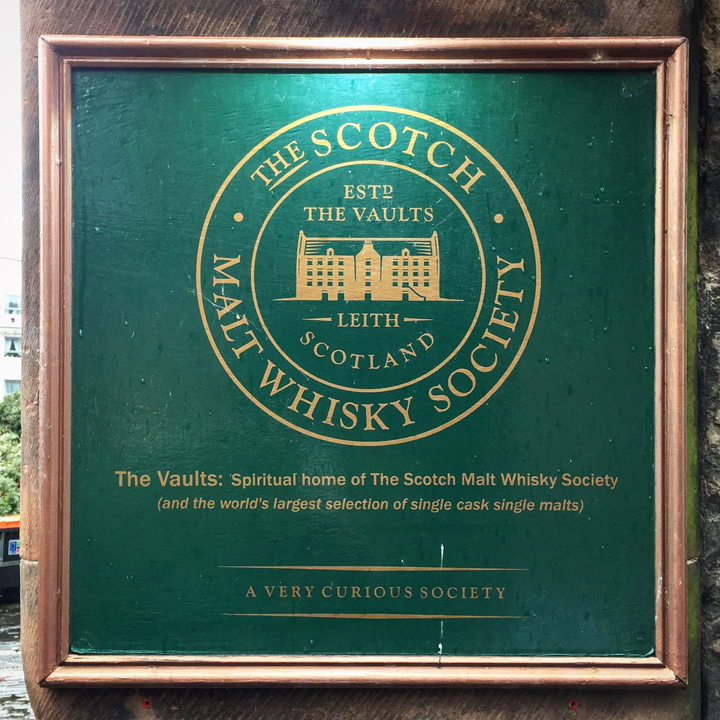 THE SCOTCH
MALT WHISKY SOCIETY
ESTD
THE VAULTS
LEITH
SCOTLAND
The Vaults: Spiritual home of The Scotch Malt Whisky Society
(and the world's largest selection of single cask single malts)
A VERY CURIOUS SOCIETY